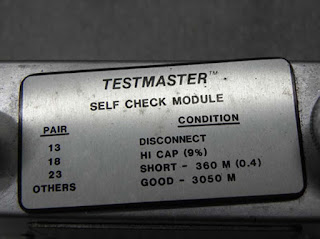 TESTMASTER™
SELF CHECK MODULE
PAIR CONDITION
13 DISCONNECT
18 HI CAP (9%)
23 SHORT - 360 M (0.4)
OTHERS GOOD - 3050 M